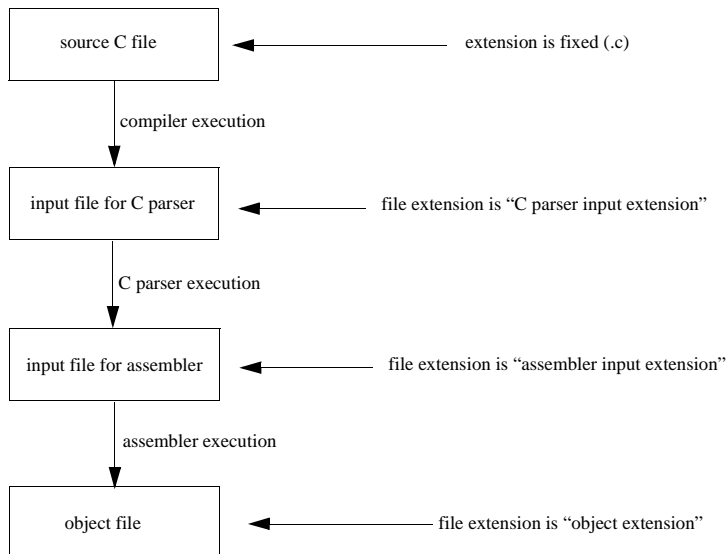 source C file
extension is fixed (.c)
compiler execution
input file for C parser
file extension is “C parser input extension”
C parser execution
input file for assembler
file extension is “assembler input extension”
assembler execution
object file
file extension is “object extension”